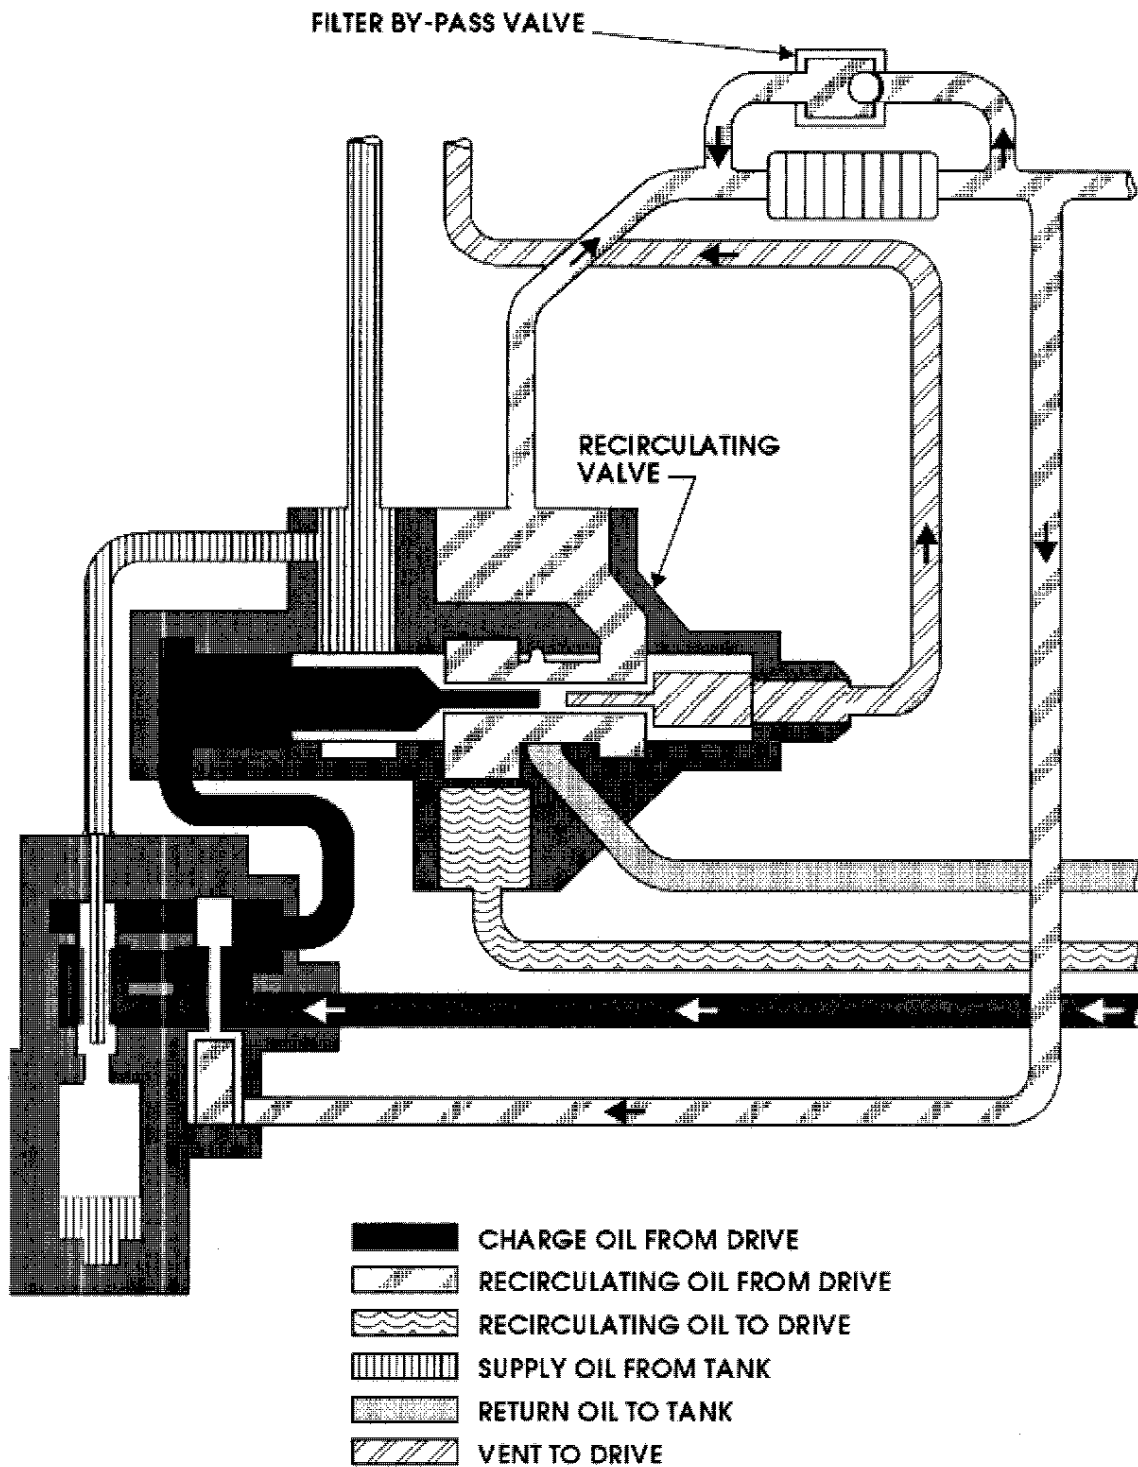 FILTER BY-PASS VALVE
RECIRCULATING
VALVE
CHARGE OIL FROM DRIVE
RECIRCULATING OIL FROM DRIVE
RECIRCULATING OIL TO DRIVE
SUPPLY OIL FROM TANK
RETURN OIL TO TANK
VENT TO DRIVE